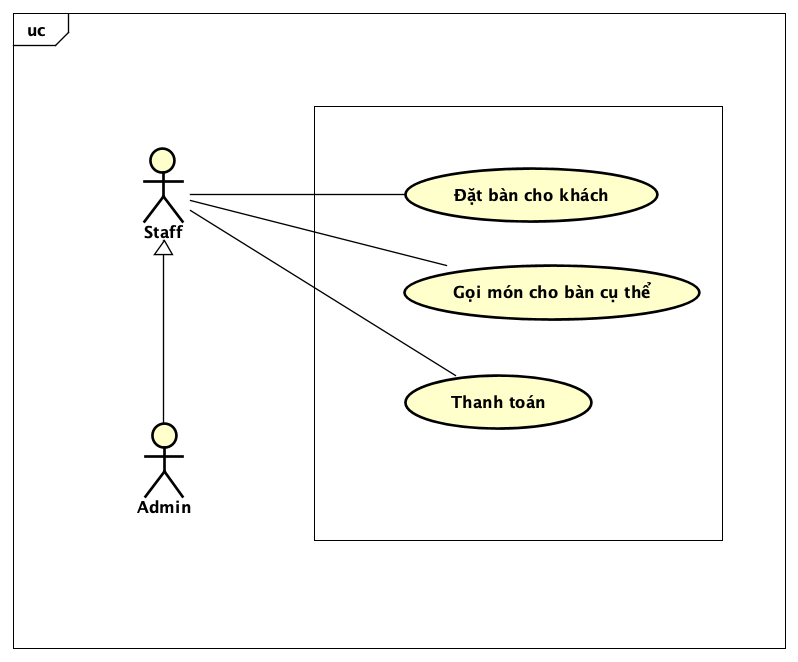 uc
Staff
Đặt bàn cho khách
Gọi món cho bàn cụ thể
Thanh toán
Admin